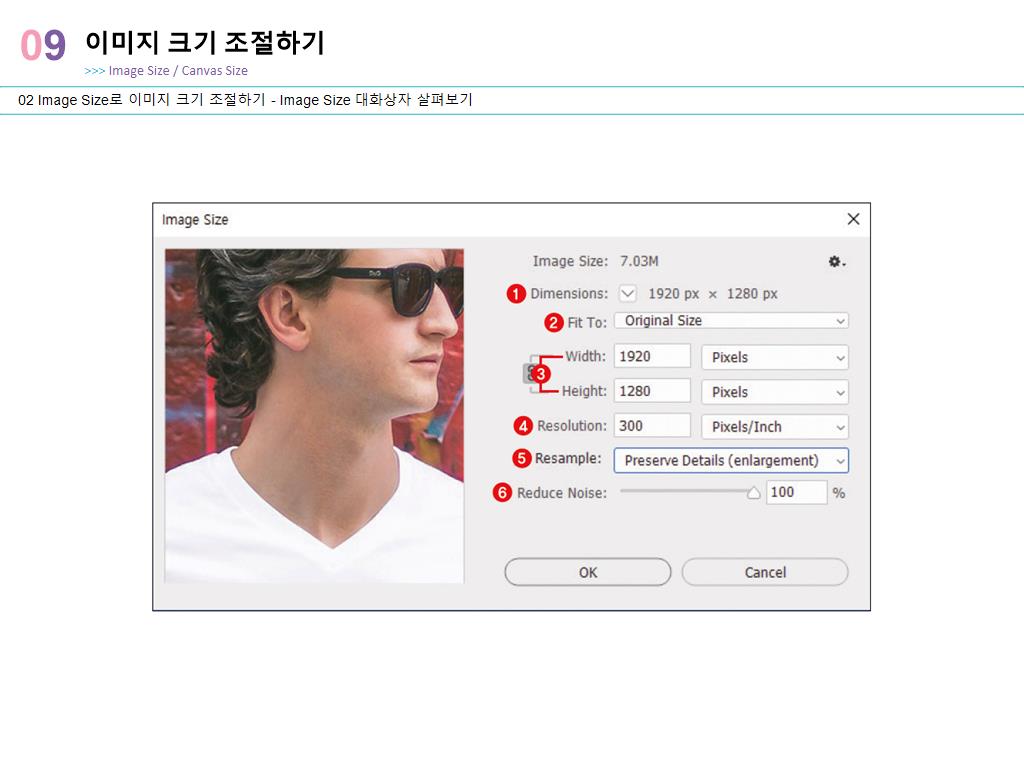 09 이미지 크기 조절하기
>>> Image Size / Canvas Size
02 Image Size로 이미지 크기 조절하기 - Image Size 대화상자 살펴보기
Image Size
Image Size: 7.03M
1 Dimensions: 1920 px × 1280 px
2 Fit To: Original Size
Width: 1920 Pixels
3
Height: 1280 Pixels
4 Resolution: 300 Pixels/Inch
5 Resample: Preserve Details (enlargement)
6 Reduce Noise: 100 %
OK Cancel